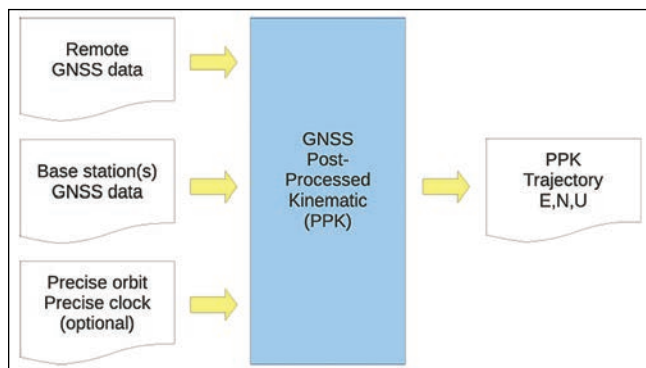 Remote
GNSS data
Base station(s)
GNSS data
Precise orbit
Precise clock
(optional)
GNSS
Post-
Processed
Kinematic
(PPK)
PPK
Trajectory
E,N,U